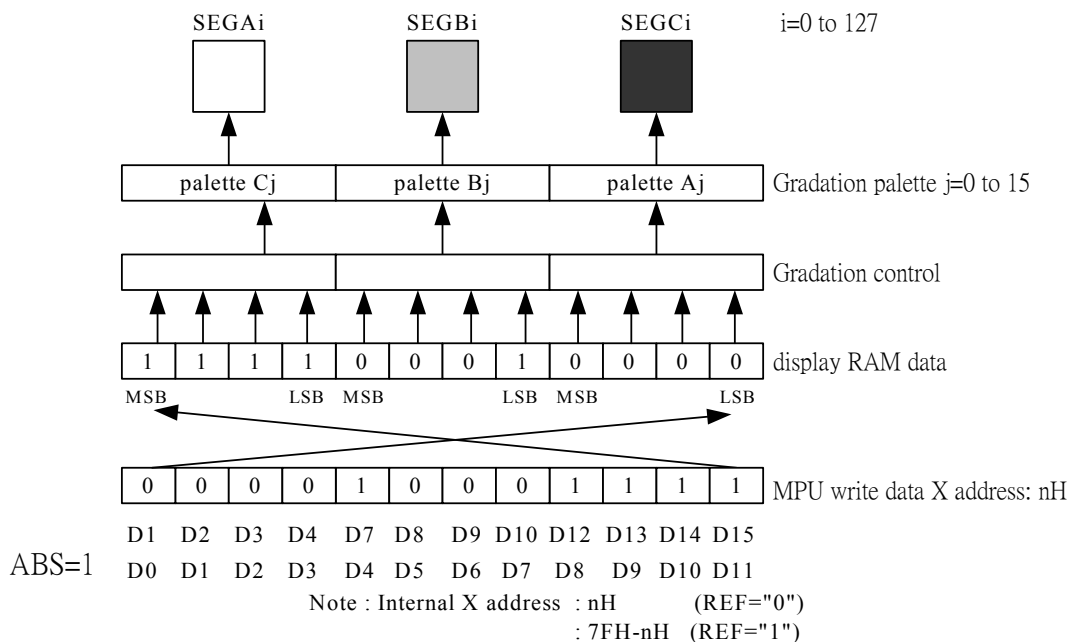 SEGAi SEGBi SEGCi i=0 to 127
palette Cj palette Bj palette Aj Gradation palette j=0 to 15
Gradation control
1 1 1 1 0 0 0 1 0 0 0 0 display RAM data
MSB LSB MSB LSB MSB LSB
0 0 0 0 1 0 0 0 1 1 1 1 MPU write data X address: nH
D1 D2 D3 D4 D7 D8 D9 D10 D12 D13 D14 D15
ABS=1 D0 D1 D2 D3 D4 D5 D6 D7 D8 D9 D10 D11
Note : Internal X address : nH (REF="0")
: 7FH-nH (REF="1")